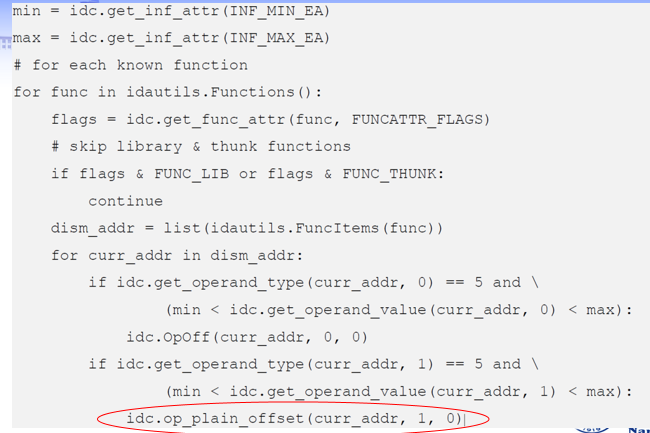 min = idc.get_inf_attr(INF_MIN_EA)
max = idc.get_inf_attr(INF_MAX_EA)
# for each known function
for func in idautils.Functions():
    flags = idc.get_func_attr(func, FUNCATTR_FLAGS)
    # skip library & thunk functions
    if flags & FUNC_LIB or flags & FUNC_THUNK:
        continue
    dism_addr = list(idautils.FuncItems(func))
    for curr_addr in dism_addr:
        if idc.get_operand_type(curr_addr, 0) == 5 and \
                (min < idc.get_operand_value(curr_addr, 0) < max):
            idc.OpOff(curr_addr, 0, 0)
        if idc.get_operand_type(curr_addr, 1) == 5 and \
                (min < idc.get_operand_value(curr_addr, 1) < max):
            idc.op_plain_offset(curr_addr, 1, 0)